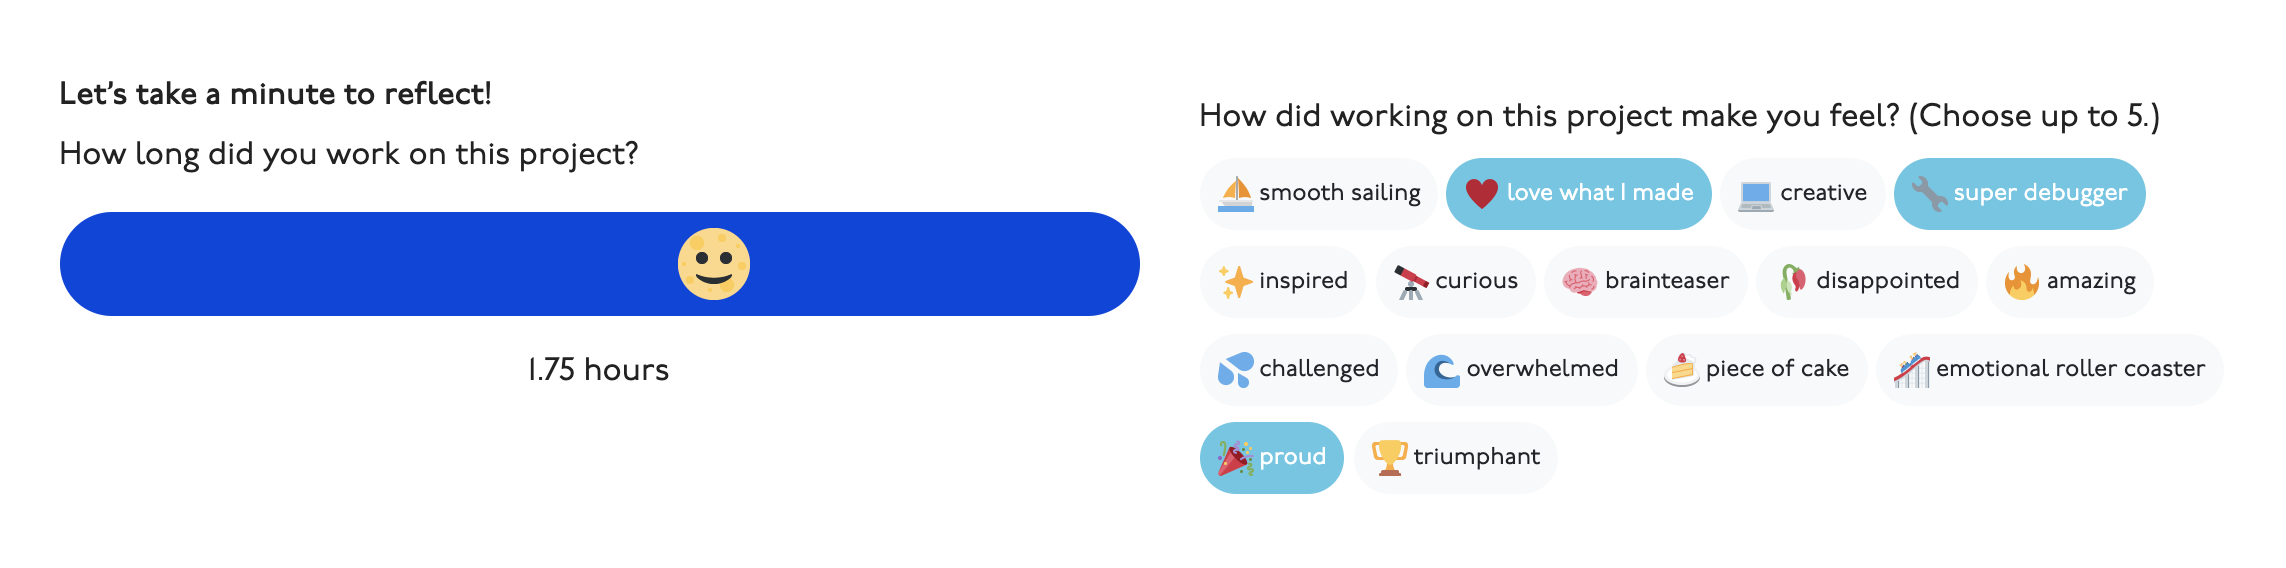 Let's take a minute to reflect!
How long did you work on this project?
1.75 hours
How did working on this project make you feel? (Choose up to 5.)
smooth sailing love what I made creative super debugger
inspired curious brainteaser disappointed amazing
challenged overwhelmed piece of cake emotional roller coaster
proud triumphant